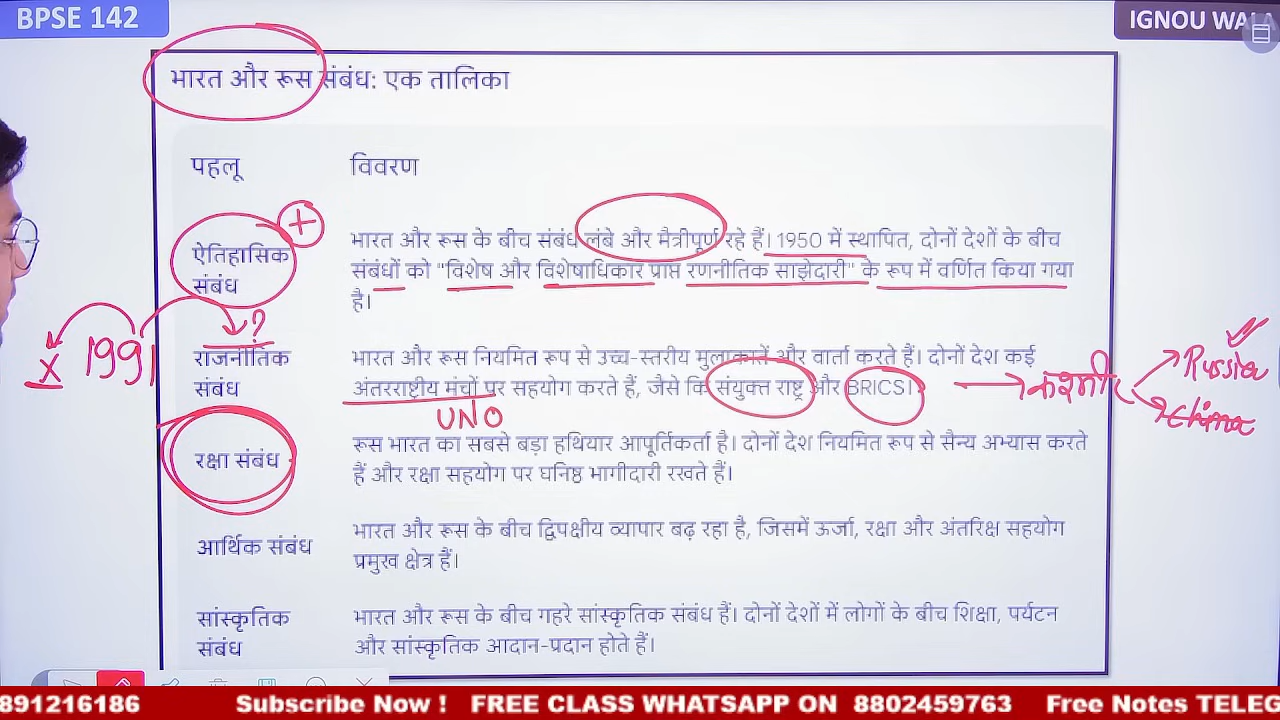 BPSE 142
IGNOU WALA
भारत और रूस संबंध: एक तालिका
पहलू विवरण
ऐतिहासिक संबंध
भारत और रूस के बीच संबंध लंबे और मैत्रीपूर्ण रहे हैं। 1950 में स्थापित, दोनों देशों के बीच
संबंधों को "विशेष और विशेषाधिकार प्राप्त रणनीतिक साझेदारी" के रूप में वर्णित किया गया
है।
+
?
X 1991
राजनीतिक संबंध
भारत और रूस नियमित रूप से उच्च-स्तरीय मुलाकातें और वार्ता करते हैं। दोनों देश कई
अंतरराष्ट्रीय मंचों पर सहयोग करते हैं, जैसे कि संयुक्त राष्ट्र और BRICS।
UNO
Russia
China
रक्षा संबंध
रूस भारत का सबसे बड़ा हथियार आपूर्तिकर्ता है। दोनों देश नियमित रूप से सैन्य अभ्यास करते
हैं और रक्षा सहयोग पर घनिष्ठ भागीदारी रखते हैं।
आर्थिक संबंध
भारत और रूस के बीच द्विपक्षीय व्यापार बढ़ रहा है, जिसमें ऊर्जा, रक्षा और अंतरिक्ष सहयोग
प्रमुख क्षेत्र हैं।
सांस्कृतिक संबंध
भारत और रूस के बीच गहरे सांस्कृतिक संबंध हैं। दोनों देशों में लोगों के बीच शिक्षा, पर्यटन
और सांस्कृतिक आदान-प्रदान होते हैं।
891216186 Subscribe Now ! FREE CLASS WHATSAPP ON 8802459763 Free Notes TELEG